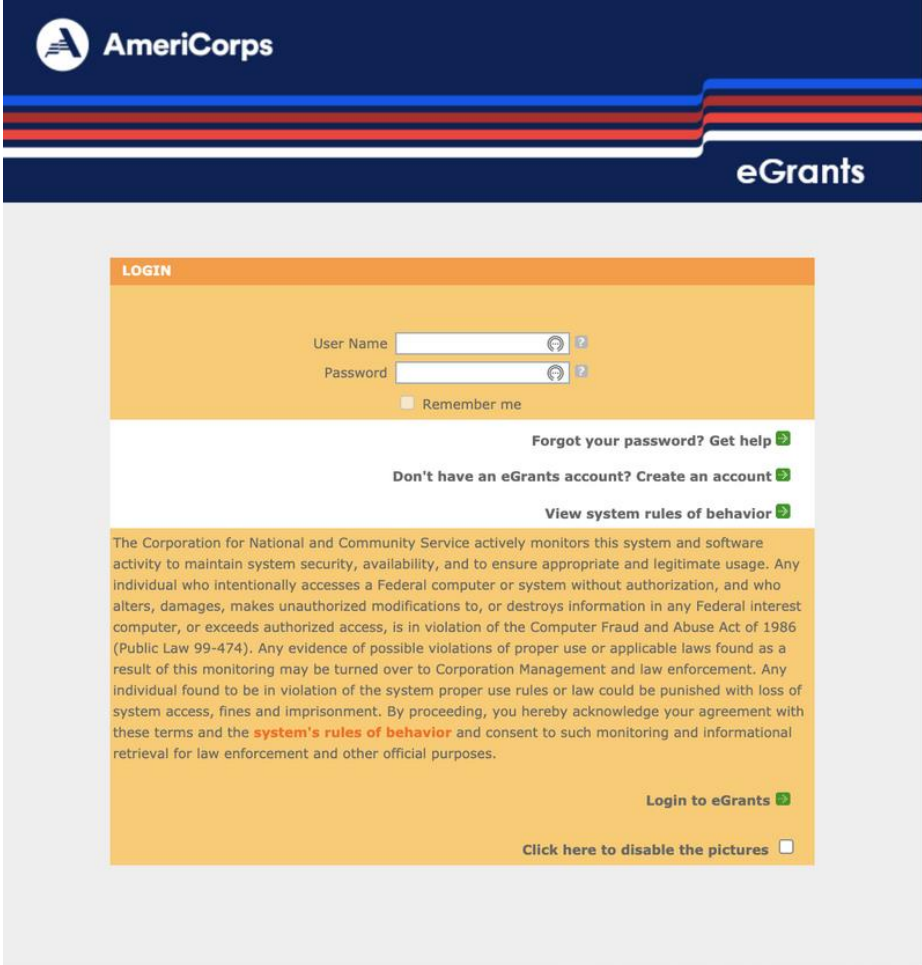 AmeriCorps
eGrants
LOGIN
User Name
Password
Remember me
Forgot your password? Get help
Don't have an eGrants account? Create an account
View system rules of behavior
The Corporation for National and Community Service actively monitors this system and software
activity to maintain system security, availability, and to ensure appropriate and legitimate usage. Any
individual who intentionally accesses a Federal computer or system without authorization, and who
alters, damages, makes unauthorized modifications to, or destroys information in any Federal interest
computer, or exceeds authorized access, is in violation of the Computer Fraud and Abuse Act of 1986
(Public Law 99-474). Any evidence of possible violations of proper use or applicable laws found as a
result of this monitoring may be turned over to Corporation Management and law enforcement. Any
individual found to be in violation of the system proper use rules or law could be punished with loss of
system access, fines and imprisonment. By proceeding, you hereby acknowledge your agreement with
these terms and the system's rules of behavior and consent to such monitoring and informational
retrieval for law enforcement and other official purposes.
Login to eGrants
Click here to disable the pictures